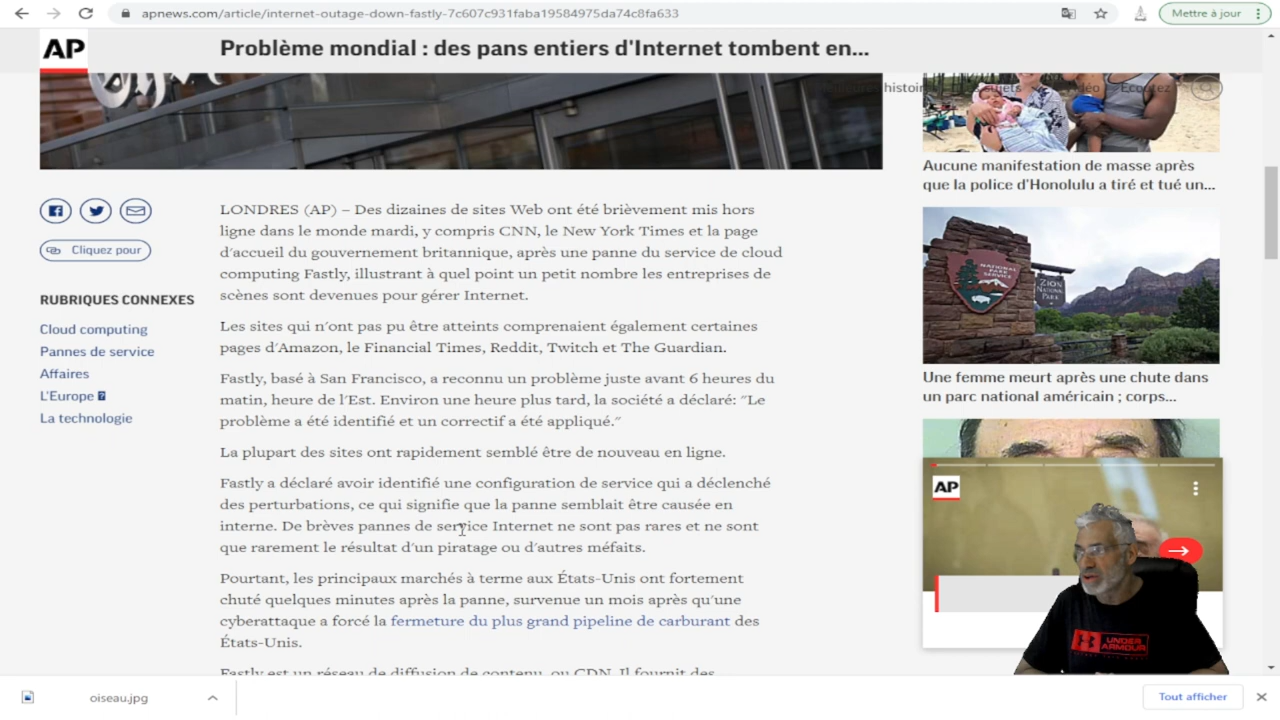 apnews.com/article/internet-outage-down-fastly-7c607c931faba19584975da74c8fa633
Mettre à jour
AP
Problème mondial : des pans entiers d'Internet tombent en...
Écoutez
Cliquez pour
RUBRIQUES CONNEXES
Cloud computing
Pannes de service
Affaires
L'Europe
La technologie
LONDRES (AP) – Des dizaines de sites Web ont été brièvement mis hors
ligne dans le monde mardi, y compris CNN, le New York Times et la page
d'accueil du gouvernement britannique, après une panne du service de cloud
computing Fastly, illustrant à quel point un petit nombre les entreprises de
scènes sont devenues pour gérer Internet.
Les sites qui n'ont pas pu être atteints comprenaient également certaines
pages d'Amazon, le Financial Times, Reddit, Twitch et The Guardian.
Fastly, basé à San Francisco, a reconnu un problème juste avant 6 heures du
matin, heure de l'Est. Environ une heure plus tard, la société a déclaré: "Le
problème a été identifié et un correctif a été appliqué."
La plupart des sites ont rapidement semblé être de nouveau en ligne.
Fastly a déclaré avoir identifié une configuration de service qui a déclenché
des perturbations, ce qui signifie que la panne semblait être causée en
interne. De brèves pannes de service Internet ne sont pas rares et ne sont
que rarement le résultat d'un piratage ou d'autres méfaits.
Pourtant, les principaux marchés à terme aux États-Unis ont fortement
chuté quelques minutes après la panne, survenue un mois après qu'une
cyberattaque a forcé la fermeture du plus grand pipeline de carburant des
États-Unis.
Fastly est un réseau de diffusion de contenu, ou CDN. Il fournit des
Aucune manifestation de masse après
que la police d'Honolulu a tiré et tué un...
NATIONAL
PARK
SERVICE
ZION
NATIONAL
PARK
Une femme meurt après une chute dans
un parc national américain ; corps...
AP
UNDER
ARMOUR
oiseau.jpg
Tout afficher